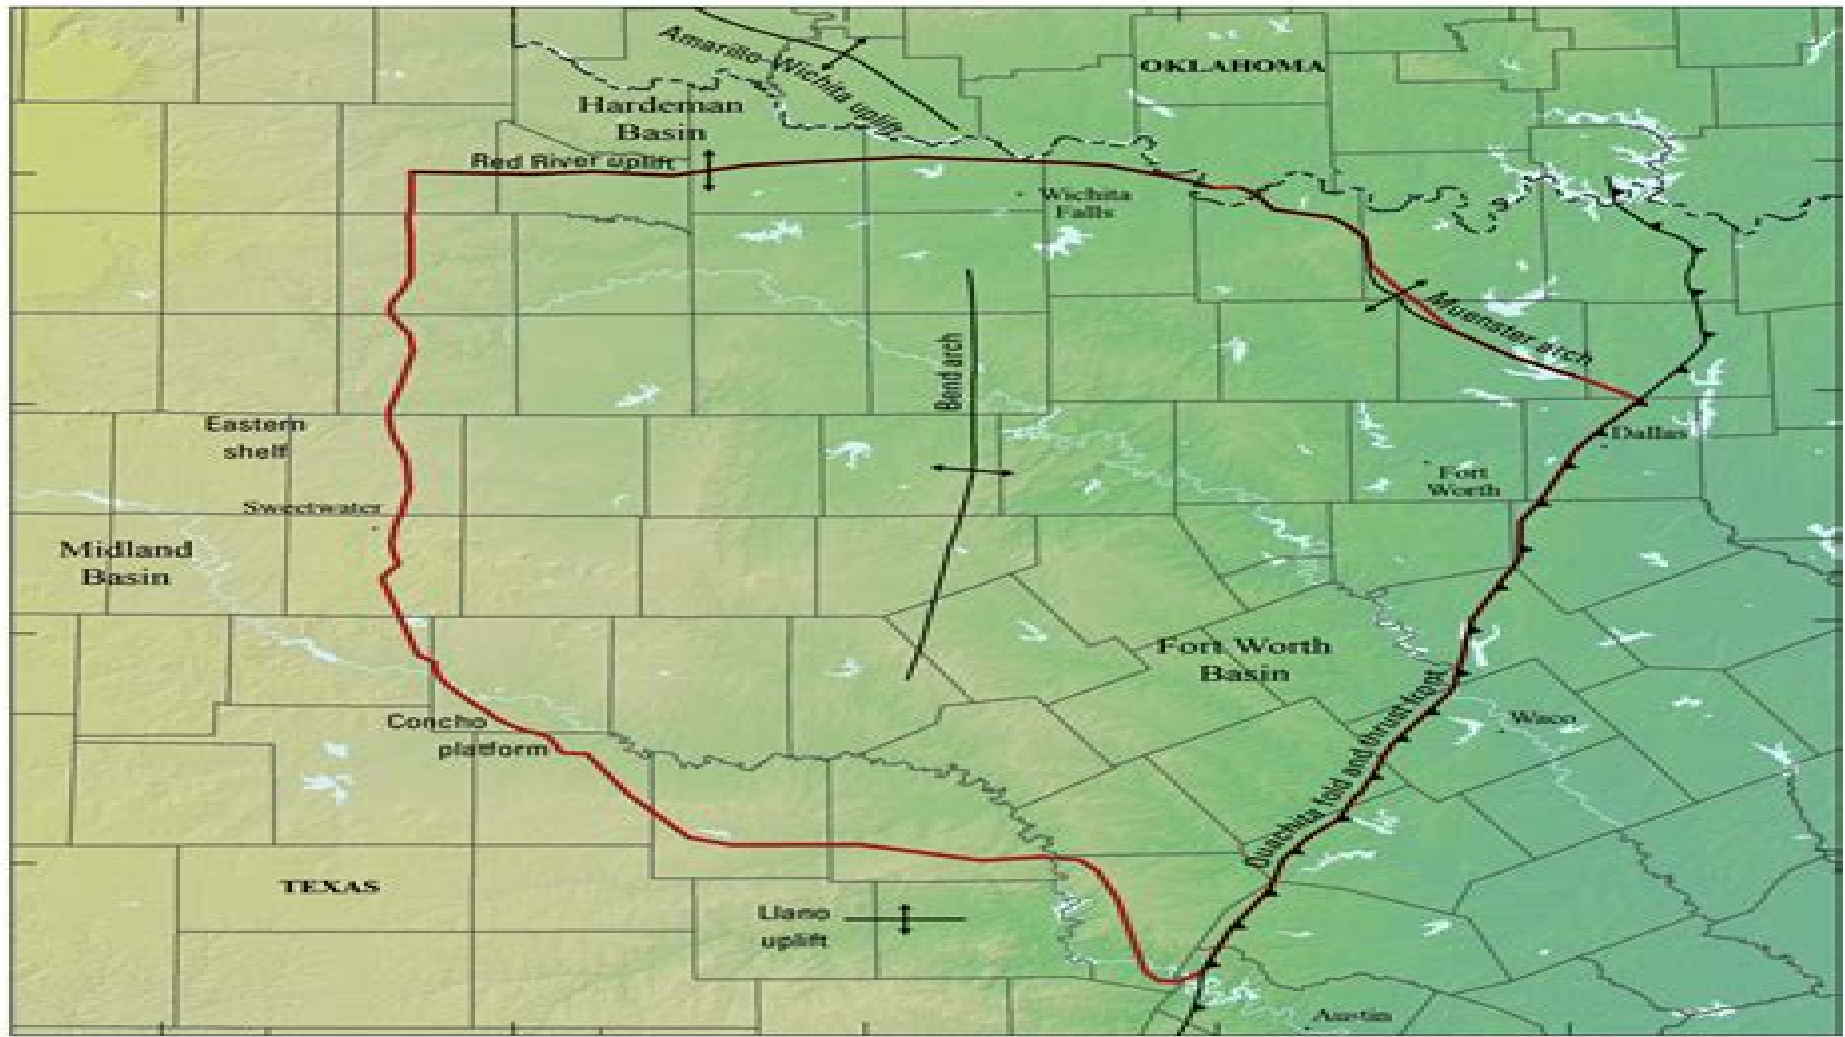 Amarillo-Wichita uplift
OKLAHOMA
Hardeman
Basin
Red River uplift
Wichita
Falls
Muenster arch
Bend arch
Eastern
shelf
Dallas
Fort
Worth
Sweetwater
Midland
Basin
Fort Worth
Basin
Ouachita fold and thrust front
Waco
Concho
platform
TEXAS
Llano
uplift
Austin